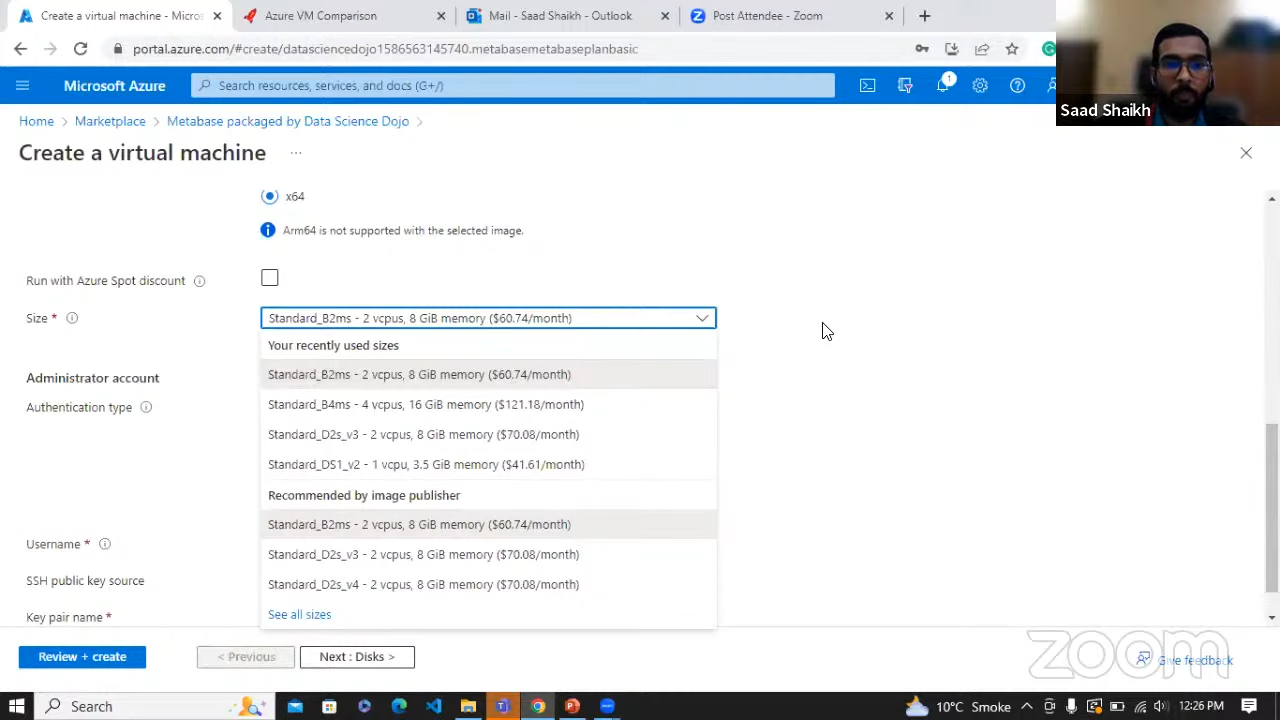 Create a virtual machine - Micros
Azure VM Comparison
Mail - Saad Shaikh - Outlook
Post Attendee - Zoom
portal.azure.com/#create/datasciencedojo1586563145740.metabasemetabaseplanbasic
Microsoft Azure
Search resources, services, and docs (G+/)
1
Saad Shaikh
Home > Marketplace > Metabase packaged by Data Science Dojo >
Create a virtual machine ...
x64
Arm64 is not supported with the selected image.
Run with Azure Spot discount
Size *
Standard_B2ms - 2 vcpus, 8 GiB memory ($60.74/month)
Your recently used sizes
Standard_B2ms - 2 vcpus, 8 GiB memory ($60.74/month)
Administrator account
Authentication type
Standard_B4ms - 4 vcpus, 16 GiB memory ($121.18/month)
Standard_D2s_v3 - 2 vcpus, 8 GiB memory ($70.08/month)
Standard_DS1_v2 - 1 vcpu, 3.5 GiB memory ($41.61/month)
Recommended by image publisher
Standard_B2ms - 2 vcpus, 8 GiB memory ($60.74/month)
Username *
Standard_D2s_v3 - 2 vcpus, 8 GiB memory ($70.08/month)
SSH public key source
Standard_D2s_v4 - 2 vcpus, 8 GiB memory ($70.08/month)
Key pair name *
See all sizes
Review + create
< Previous
Next : Disks >
zoom
Give feedback
Search
10°C Smoke
12:26 PM